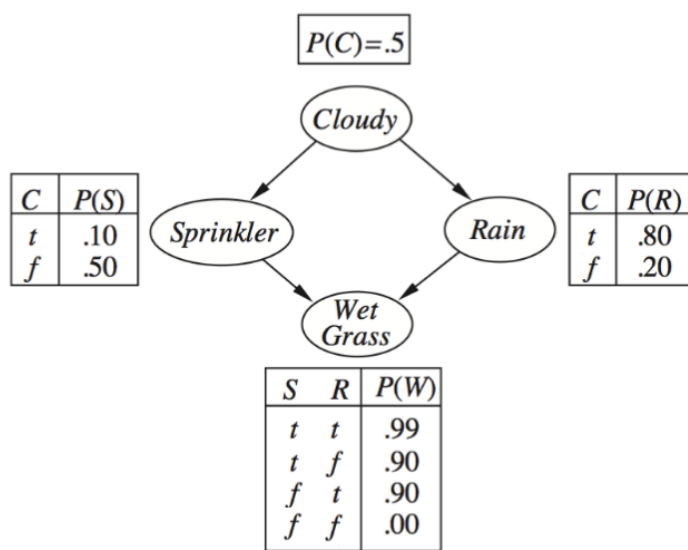 P(C)=.5
Cloudy
C P(S)
t .10
f .50
Sprinkler
Rain
C P(R)
t .80
f .20
Wet
Grass
S R P(W)
t t .99
t f .90
f t .90
f f .00